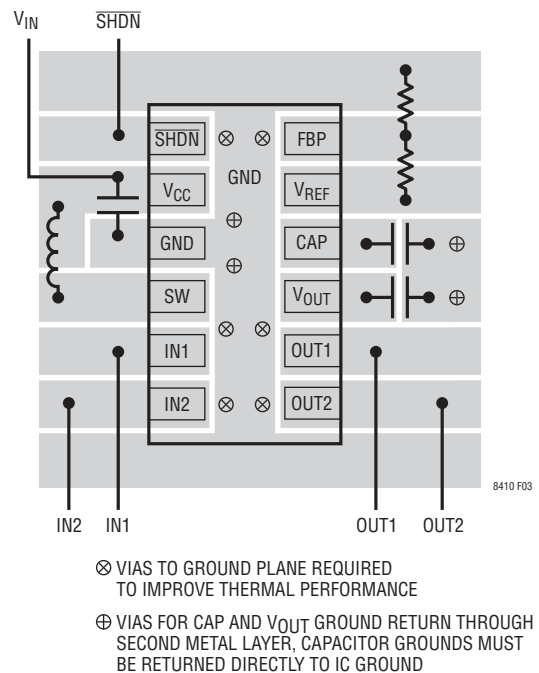 VIN
SHDN
SHDN
FBP
VCC
GND
VREF
GND
CAP
SW
VOUT
IN1
OUT1
IN2
OUT2
8410 F03
IN2
IN1
OUT1
OUT2
⊗ VIAS TO GROUND PLANE REQUIRED
TO IMPROVE THERMAL PERFORMANCE
⊕ VIAS FOR CAP AND VOUT GROUND RETURN THROUGH
SECOND METAL LAYER, CAPACITOR GROUNDS MUST
BE RETURNED DIRECTLY TO IC GROUND